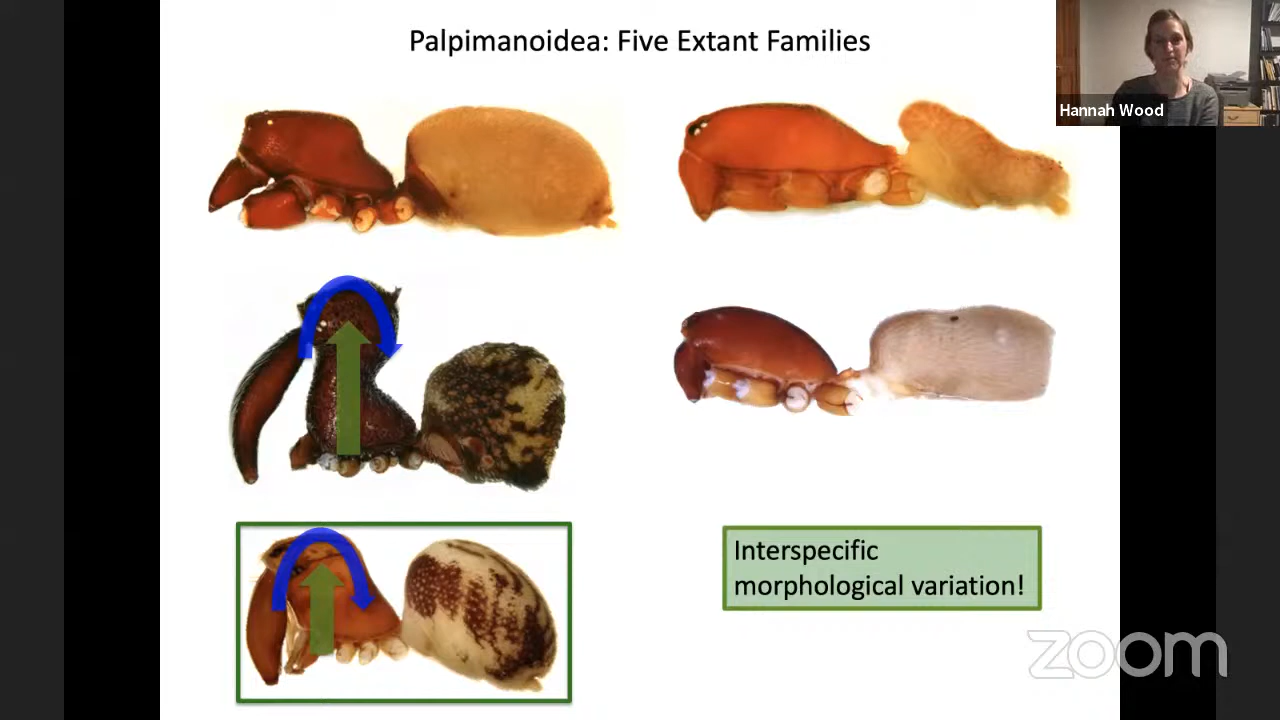 Palpimanoidea: Five Extant Families
Hannah Wood
Interspecific
morphological variation!
zoom